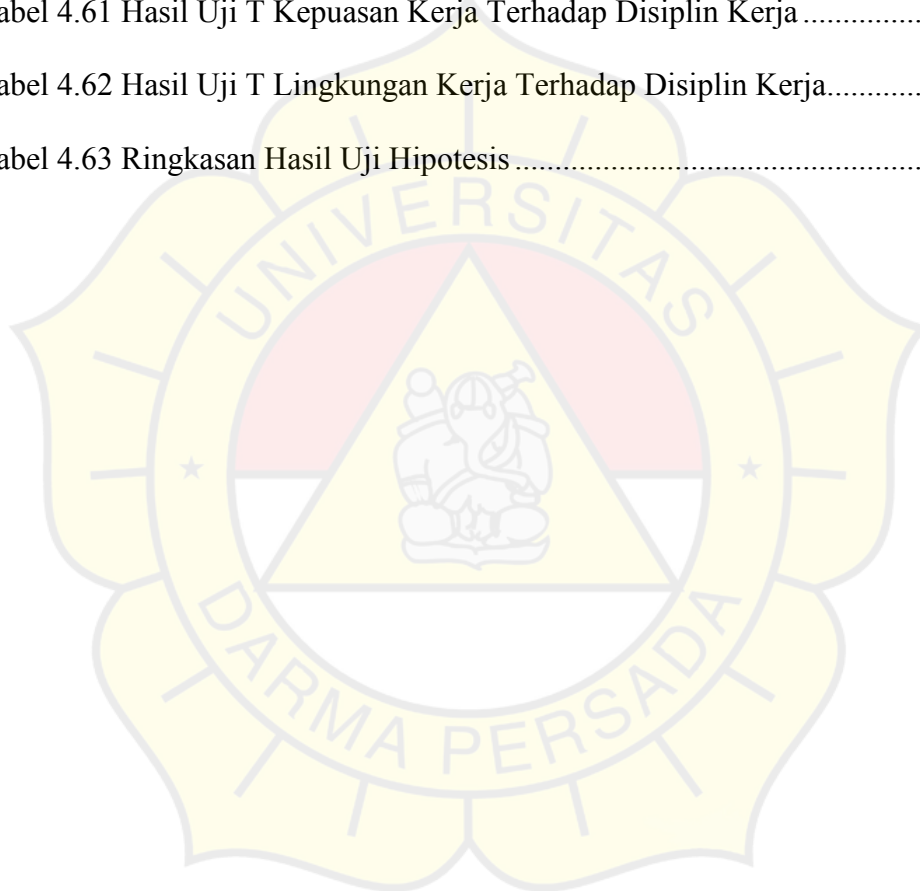 abel 4.61 Hasil Uji T Kepuasan Kerja Terhadap Disiplin Kerja ................
abel 4.62 Hasil Uji T Lingkungan Kerja Terhadap Disiplin Kerja.............
abel 4.63 Ringkasan Hasil Uji Hipotesis ....................................................
UNIVERSITAS
DARMA PERSADA